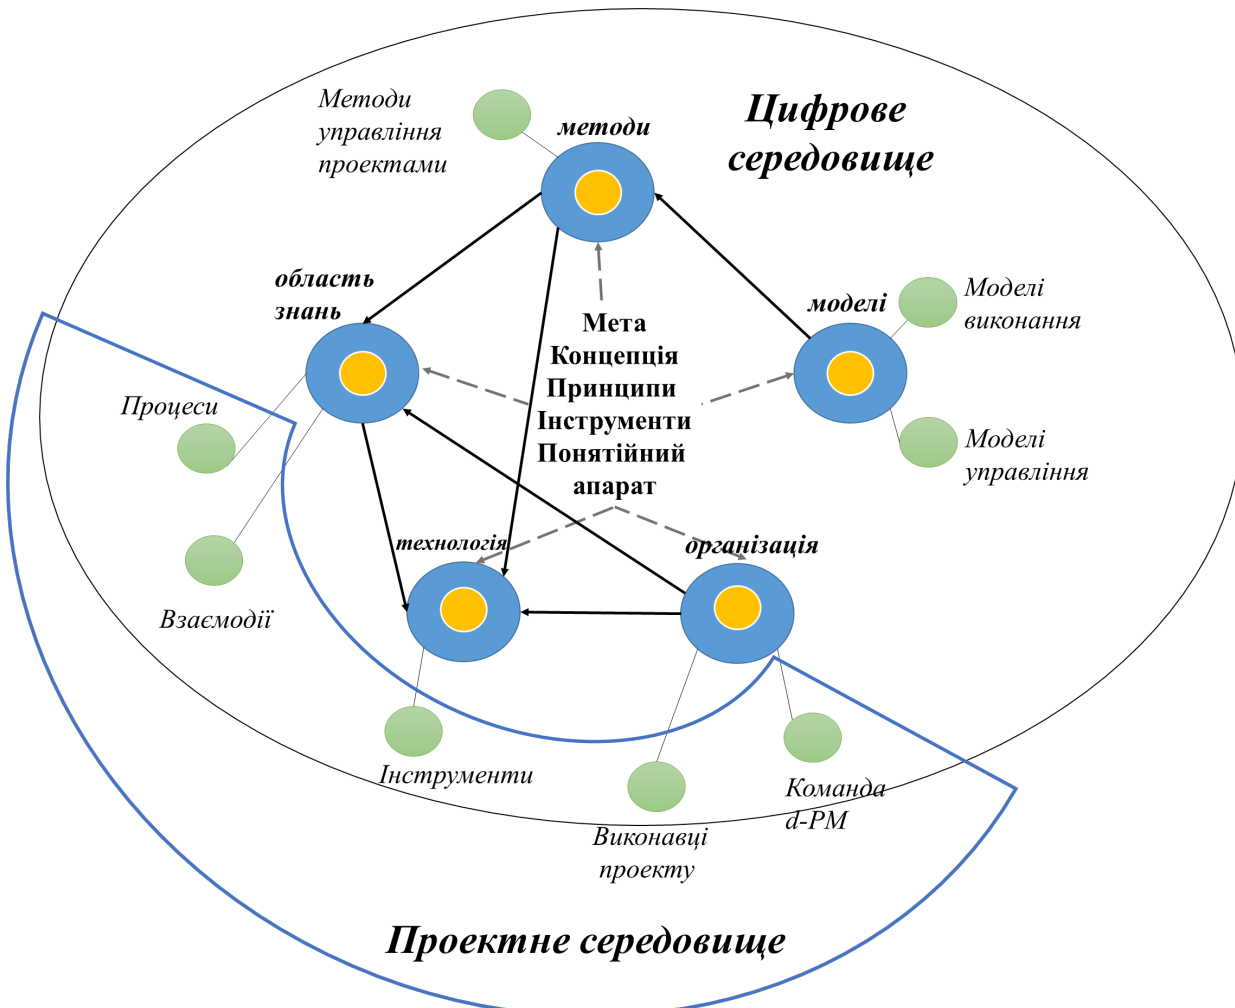 Методи
управління
проектами
методи
Цифрове
середовище
область
знань
моделі
Моделі
виконання
Мета
Концепція
Принципи
Інструменти
Понятійний
апарат
Процеси
Моделі
управління
технологія
організація
Взаємодії
Інструменти
Команда
d-PM
Виконавці
проекту
Проектне середовище